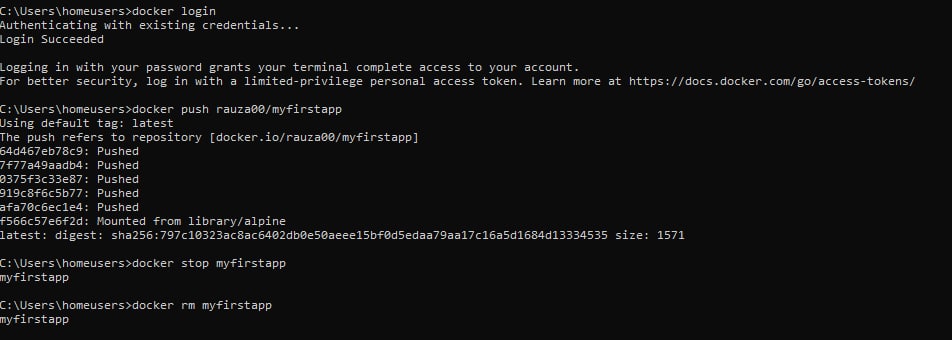 C:\Users\homeusers>docker login
Authenticating with existing credentials...
Login Succeeded
Logging in with your password grants your terminal complete access to your account.
For better security, log in with a limited-privilege personal access token. Learn more at https://docs.docker.com/go/access-tokens/
C:\Users\homeusers>docker push rauza00/myfirstapp
Using default tag: latest
The push refers to repository [docker.io/rauza00/myfirstapp]
64d467eb78c9: Pushed
7f77a49aadb4: Pushed
0375f3c33e87: Pushed
919c8f6c5b77: Pushed
afa70c6ec1e4: Pushed
f566c57e6f2d: Mounted from library/alpine
latest: digest: sha256:797c10323ac8ac6402db0e50aeee15bf0d5edaa79aa17c16a5d1684d13334535 size: 1571
C:\Users\homeusers>docker stop myfirstapp
myfirstapp
C:\Users\homeusers>docker rm myfirstapp
myfirstapp